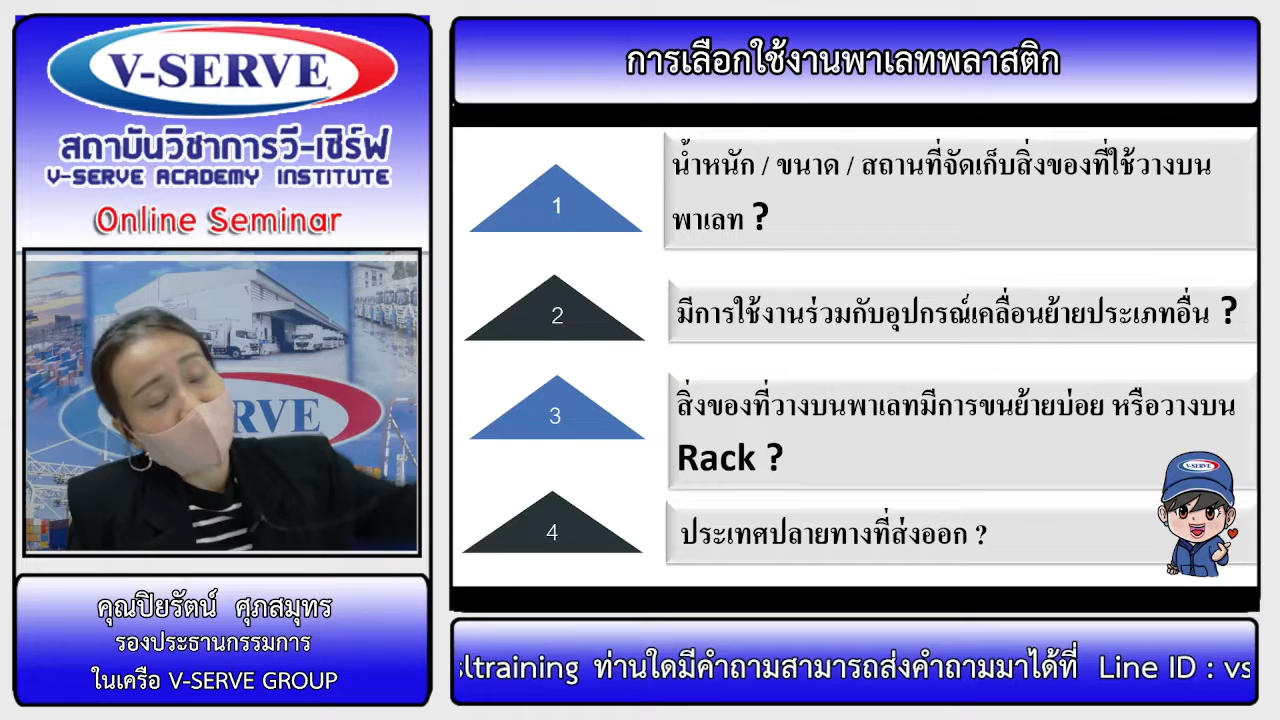 V-SERVE
สถาบันวิชาการวี-เซิร์ฟ
V-SERVE ACADEMY INSTITUTE
Online Seminar
คุณปิยรัตน์ ศุภสมุทร
รองประธานกรรมการ
ในเครือ V-SERVE GROUP
การเลือกใช้งานพาเลทพลาสติก
1
น้ำหนัก / ขนาด / สถานที่จัดเก็บสิ่งของที่ใช้วางบน
พาเลท ?
2
มีการใช้งานร่วมกับอุปกรณ์เคลื่อนย้ายประเภทอื่น ?
3
สิ่งของที่วางบนพาเลทมีการขนย้ายบ่อย หรือวางบน
Rack ?
4
ประเทศปลายทางที่ส่งออก ?
V-SERVE
sltraining ท่านใดมีคำถามสามารถส่งคำถามมาได้ที่ Line ID : vs